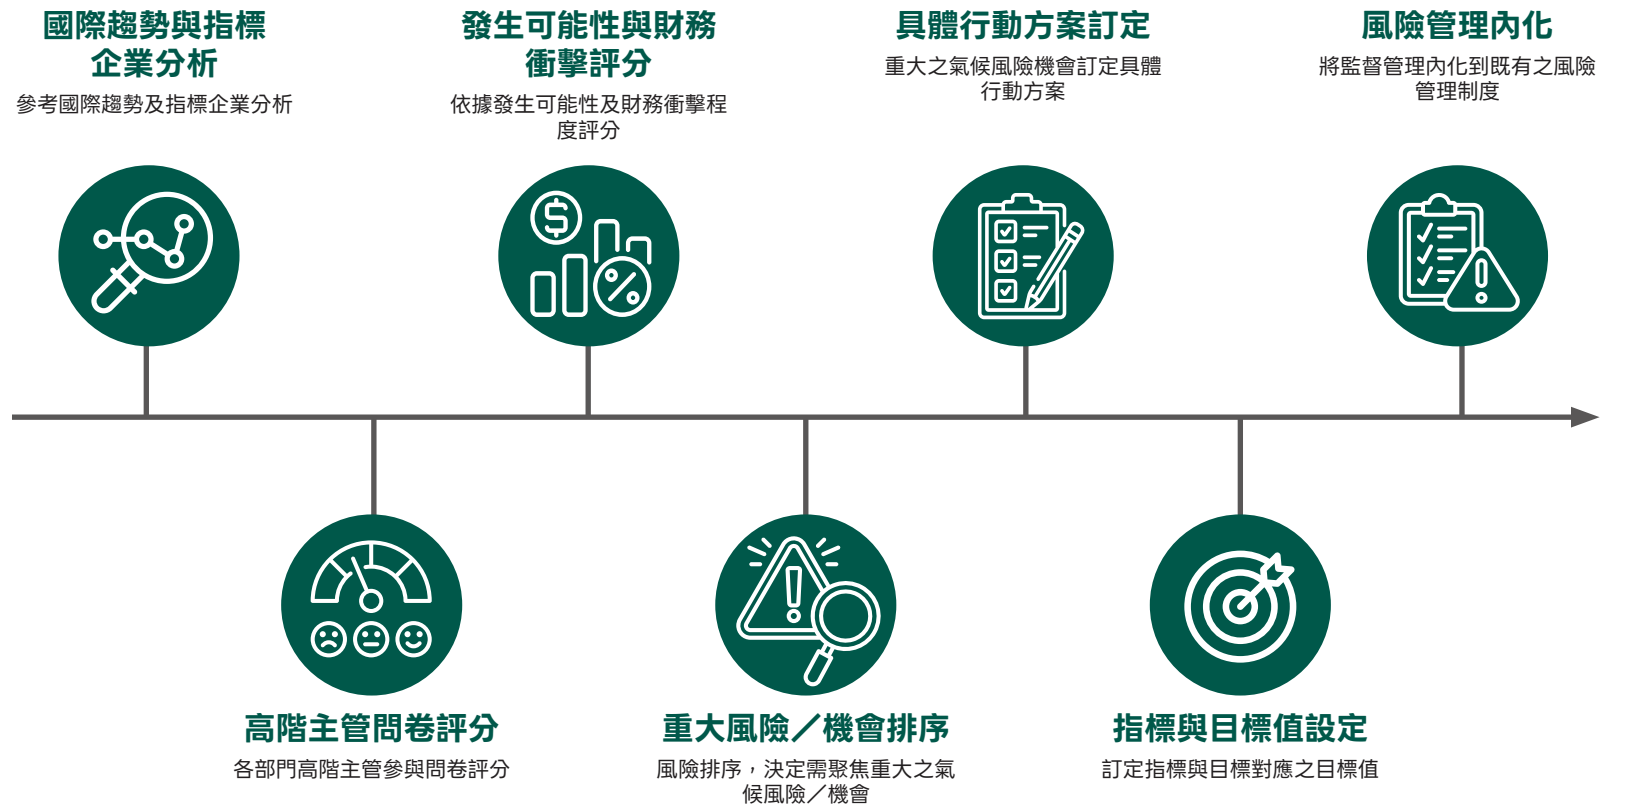 國際趨勢與指標
企業分析
參考國際趨勢及指標企業分析
發生可能性與財務
衝擊評分
依據發生可能性及財務衝擊程
度評分
具體行動方案訂定
重大之氣候風險機會訂定具體
行動方案
風險管理內化
將監督管理內化到既有之風險
管理制度
高階主管問卷評分
各部門高階主管參與問卷評分
重大風險／機會排序
風險排序，決定需聚焦重大之氣
候風險／機會
指標與目標值設定
訂定指標與目標對應之目標值